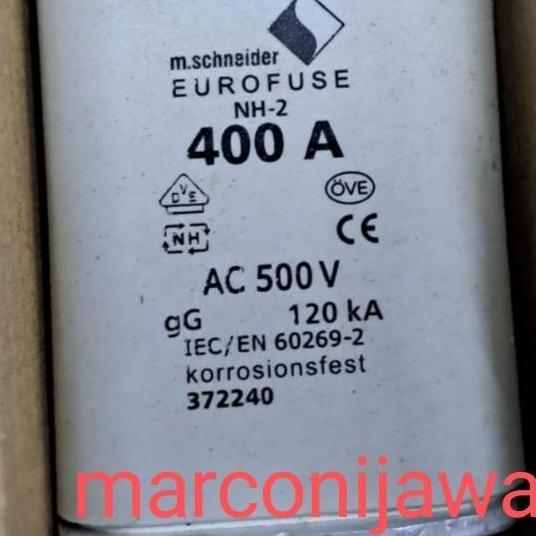 m.schneider
EUROFUSE
NH-2
400 A
VDE
ÖVE
NH
CE
AC 500 V
gG 120 kA
IEC/EN 60269-2
korrosionsfest
372240
marconijawa